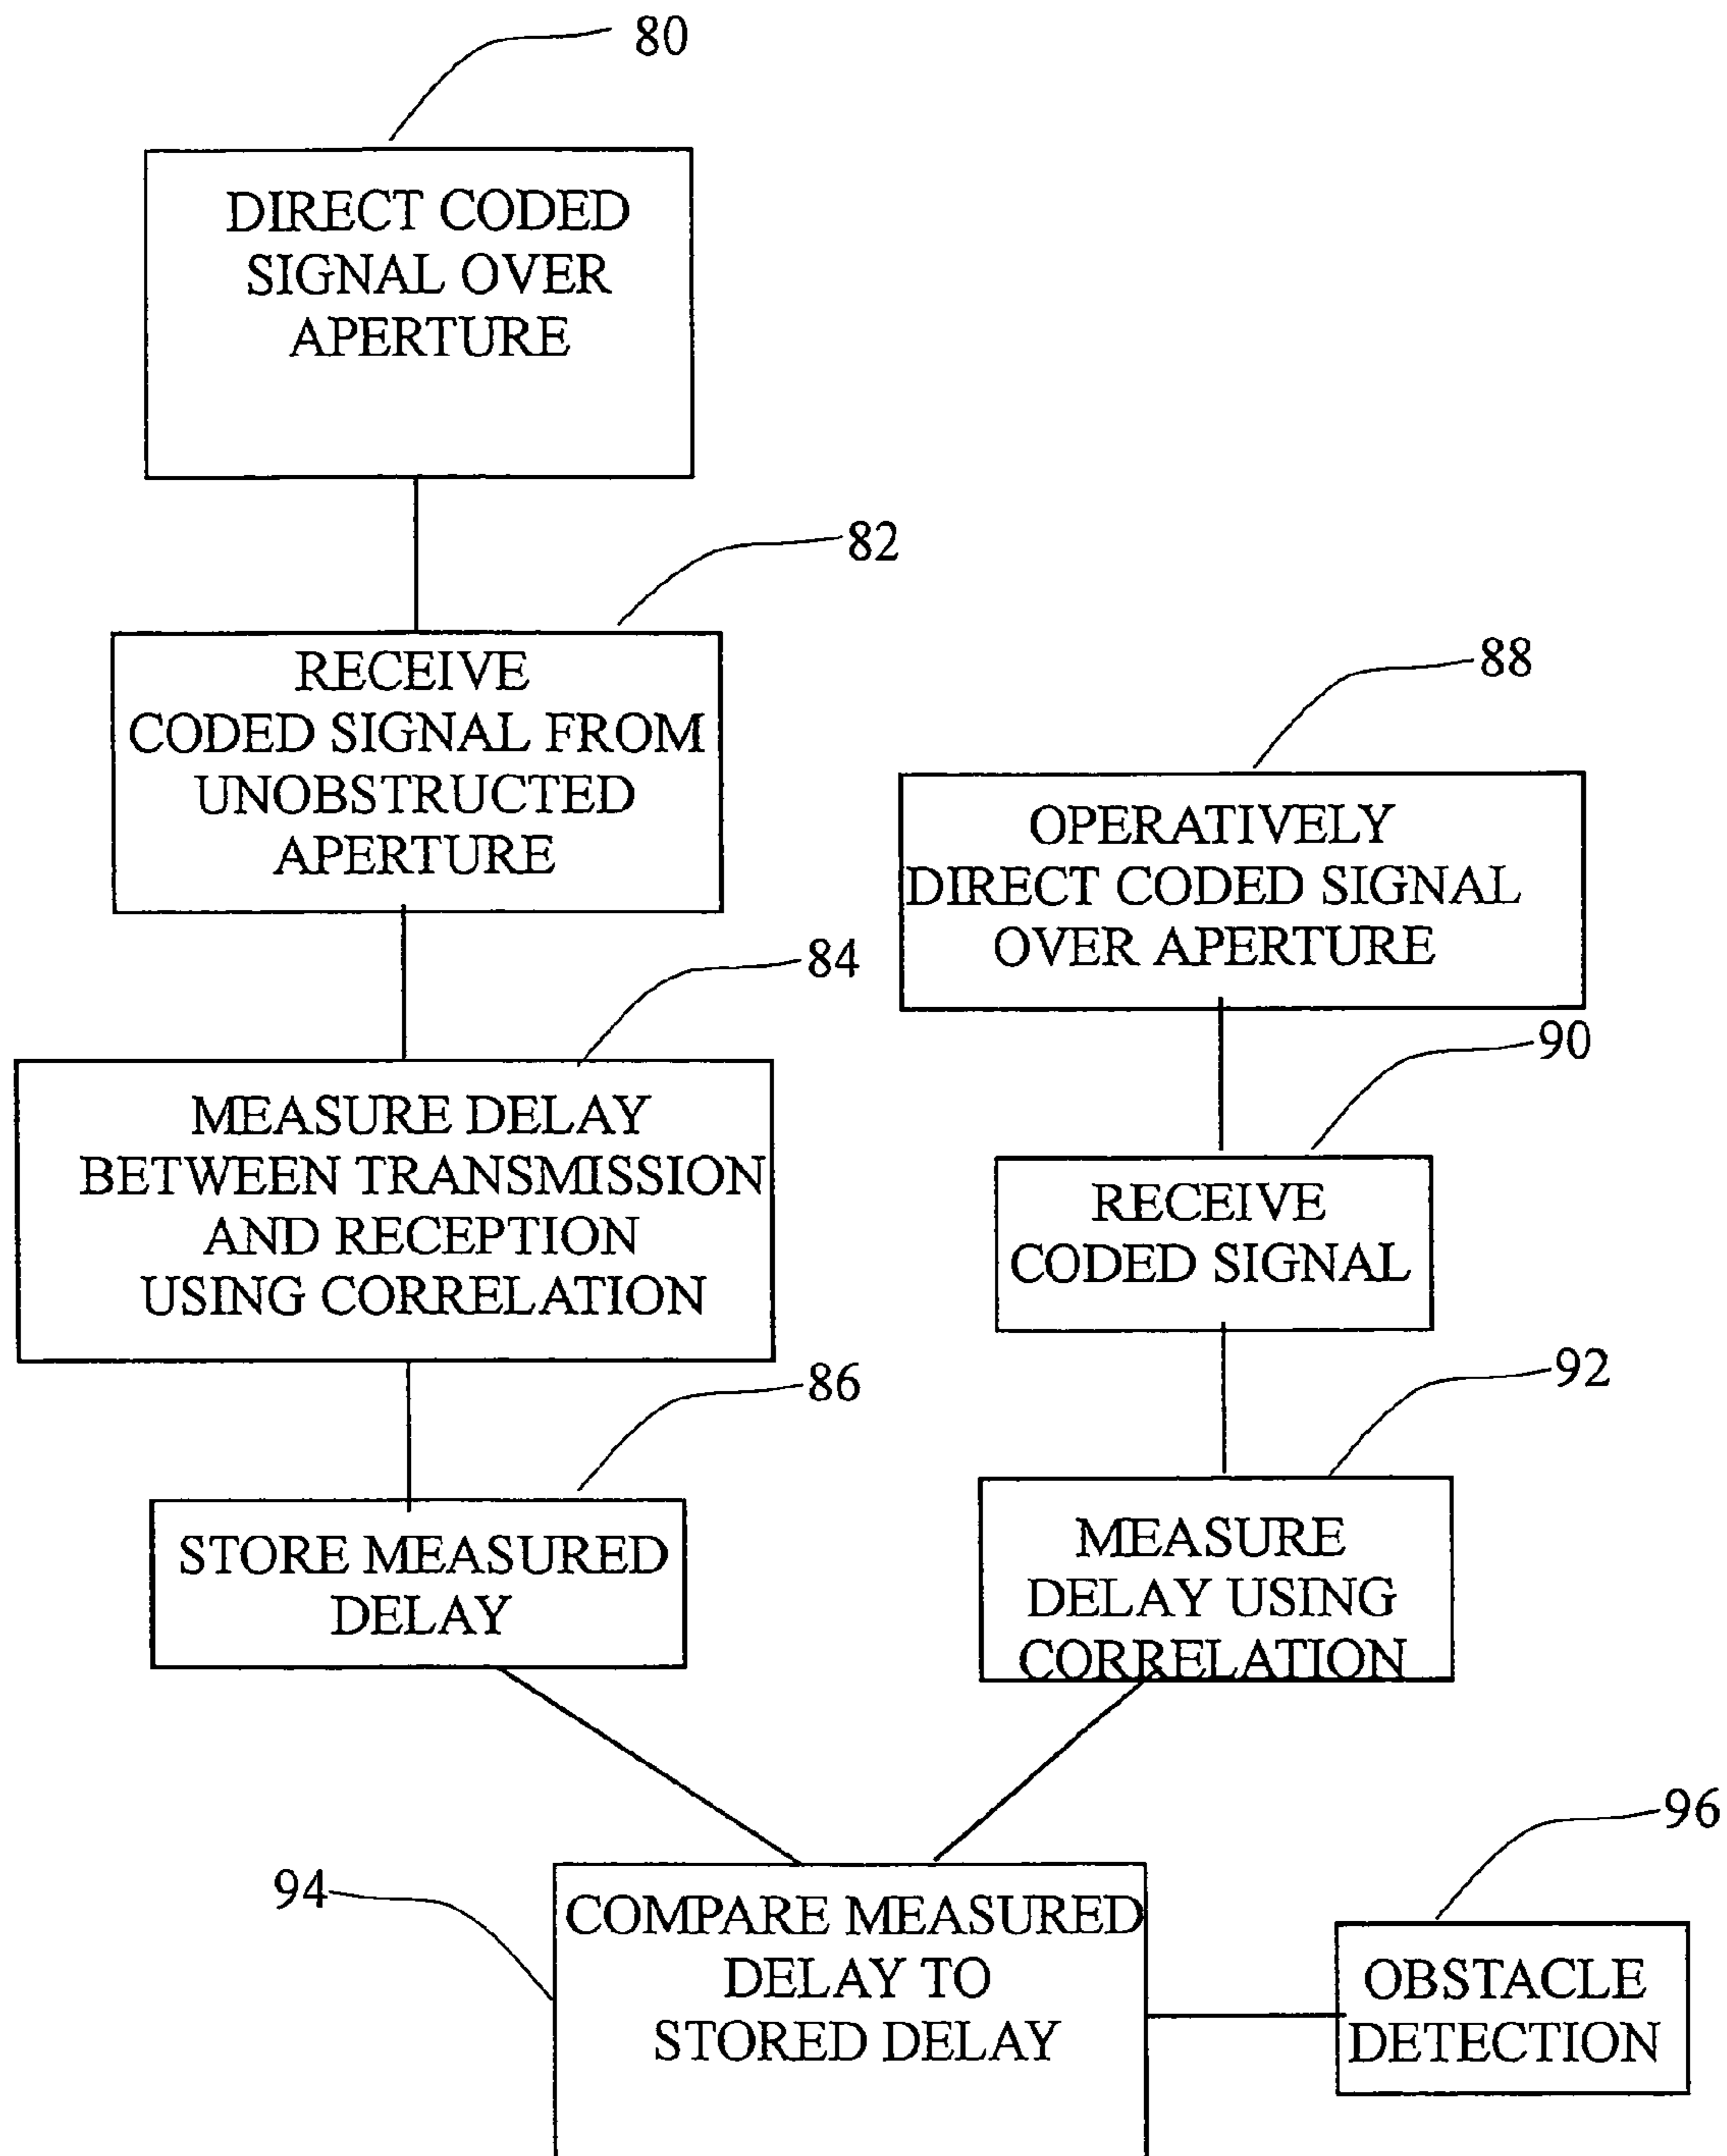 80
DIRECT CODED
SIGNAL OVER
APERTURE
82
RECEIVE
CODED SIGNAL FROM
UNOBSTRUCTED
APERTURE
84
MEASURE DELAY
BETWEEN TRANSMISSION
AND RECEPTION
USING CORRELATION
86
STORE MEASURED
DELAY
88
OPERATIVELY
DIRECT CODED SIGNAL
OVER APERTURE
90
RECEIVE
CODED SIGNAL
92
MEASURE
DELAY USING
CORRELATION
94
COMPARE MEASURED
DELAY TO
STORED DELAY
96
OBSTACLE
DETECTION